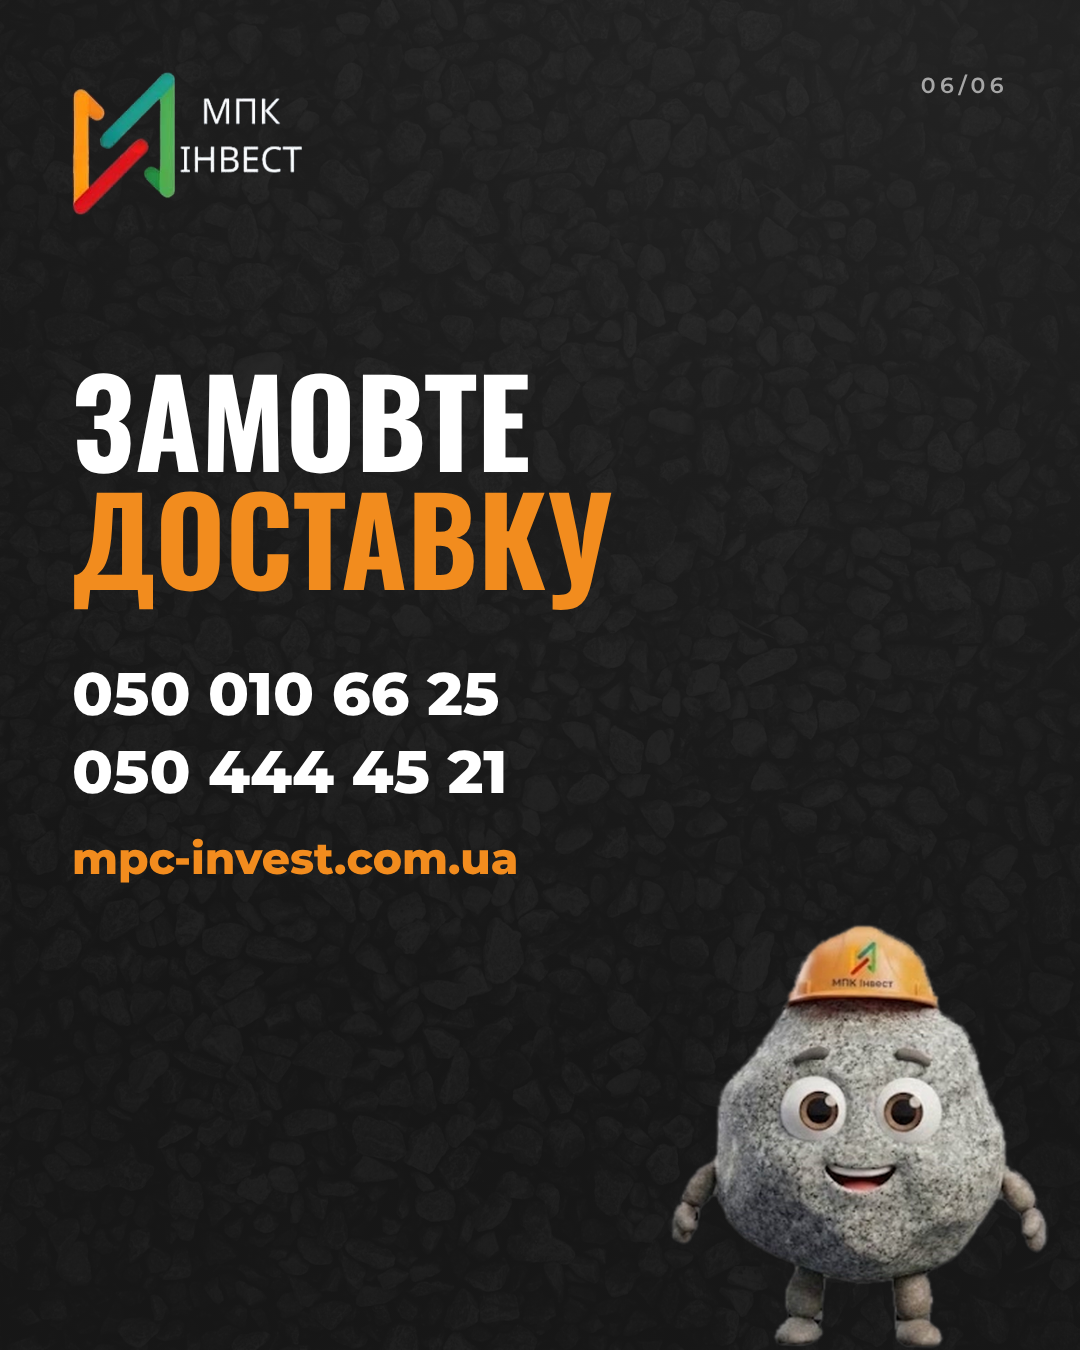 МПК
ІНВЕСТ
06/06
ЗАМОВТЕ
ДОСТАВКУ
050 010 66 25
050 444 45 21
mpc-invest.com.ua
МПК Інвест